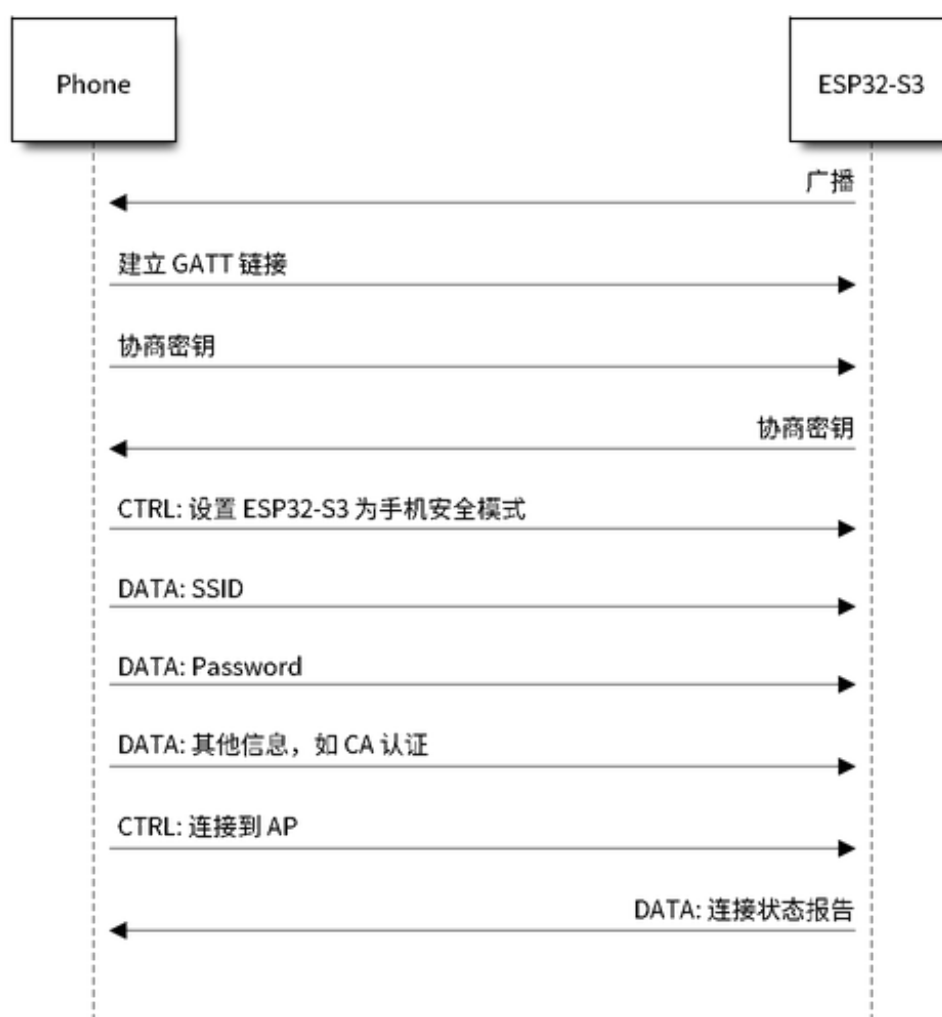 Phone
ESP32-S3
广播
建立 GATT 链接
协商密钥
协商密钥
CTRL: 设置 ESP32-S3 为手机安全模式
DATA: SSID
DATA: Password
DATA: 其他信息，如 CA 认证
CTRL: 连接到 AP
DATA: 连接状态报告